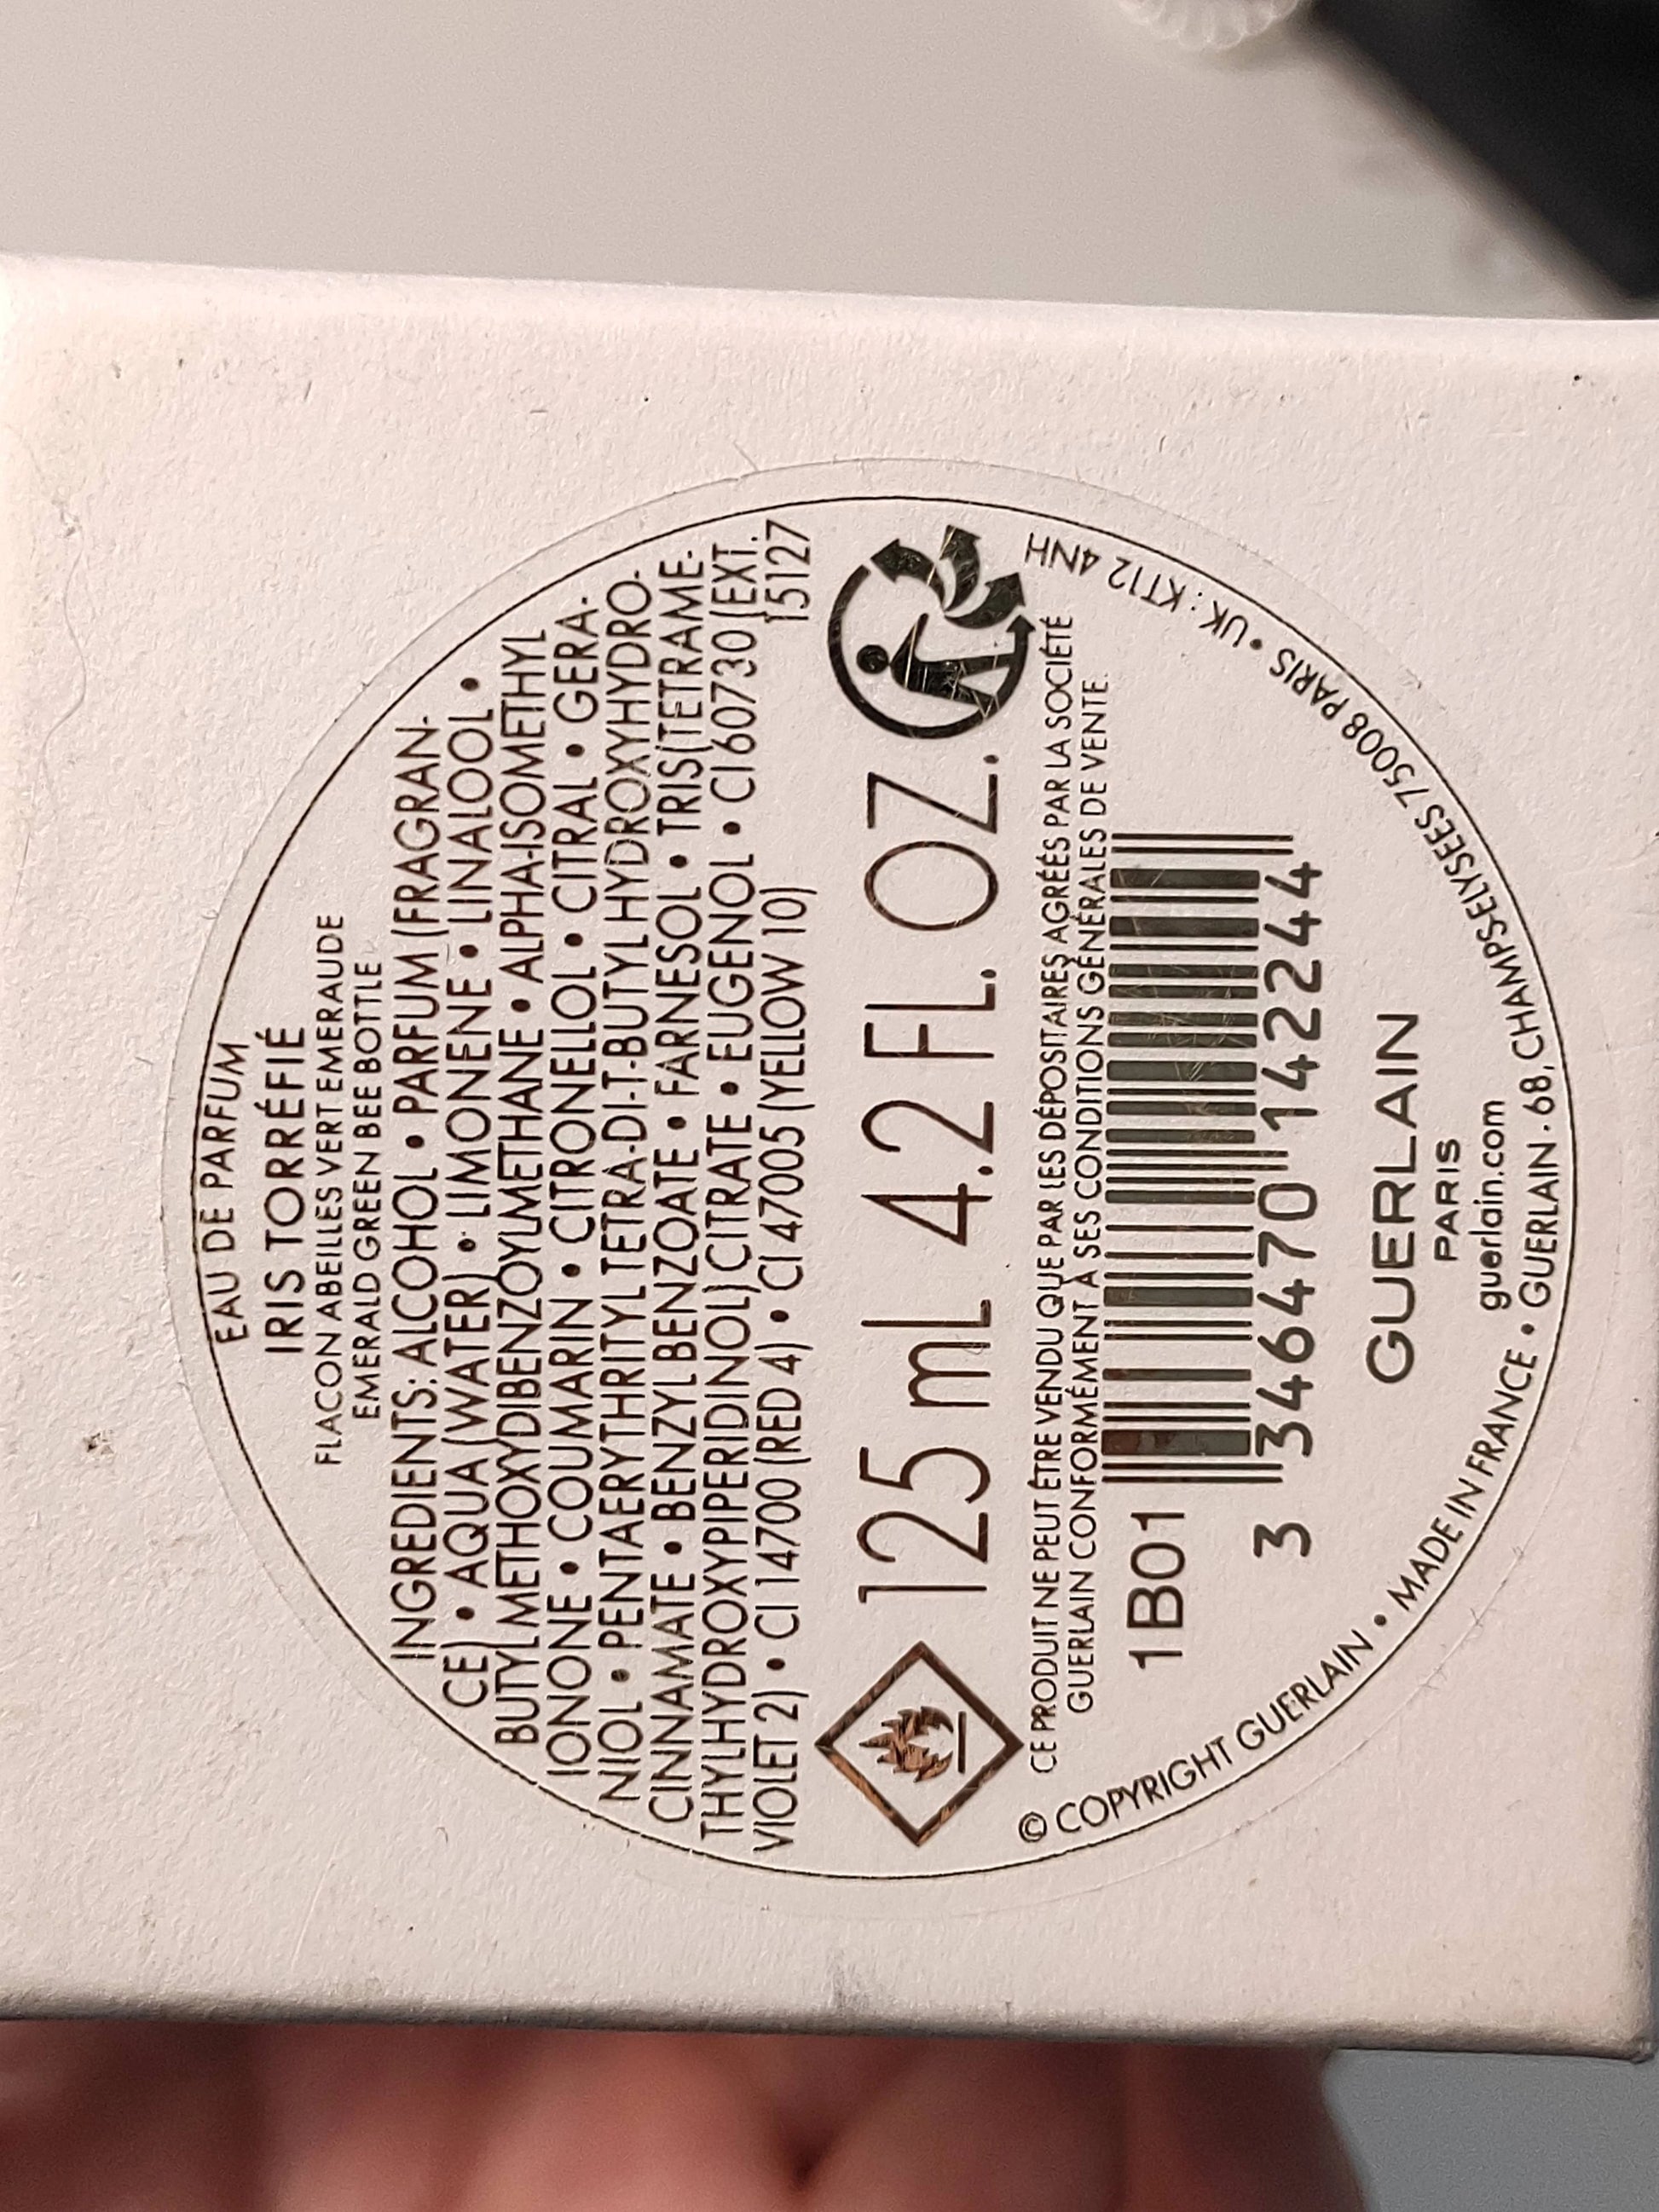 EAU DE PARFUM
IRIS TORRÉFIÉ
FLACON ABEILLES VERT EMERAUDE
EMERALD GREEN BEE BOTTLE
INGREDIENTS: ALCOHOL • PARFUM (FRAGRAN-
CE) • AQUA (WATER) • LIMONENE • LINALOOL •
BUTYL METHOXYDIBENZOYLMETHANE • ALPHA-ISOMETHYL
IONONE • COUMARIN • CITRONELLOL • CITRAL • GERA-
NIOL • PENTAERYTHRITYL TETRA-DI-T-BUTYL HYDROXYHYDRO-
CINNAMATE • BENZYL BENZOATE • FARNESOL • TRIS(TETRAME-
THYLHYDROXYPIPERIDINOL) CITRATE • EUGENOL • CI 60730 (EXT.
VIOLET 2) • CI 14700 (RED 4) • CI 47005 (YELLOW 10) 15127
125 mL 4.2 FL. OZ.
CE PRODUIT NE PEUT ÊTRE VENDU QUE PAR LES DÉPOSITAIRES AGRÉÉS PAR LA SOCIÉTÉ
GUERLAIN CONFORMÉMENT À SES CONDITIONS GÉNÉRALES DE VENTE.
1B01
3 346470 142244
GUERLAIN
PARIS
guerlain.com
© COPYRIGHT GUERLAIN • MADE IN FRANCE • GUERLAIN · 68, CHAMPS-ELYSEES 75008 PARIS • UK : KT12 4NH